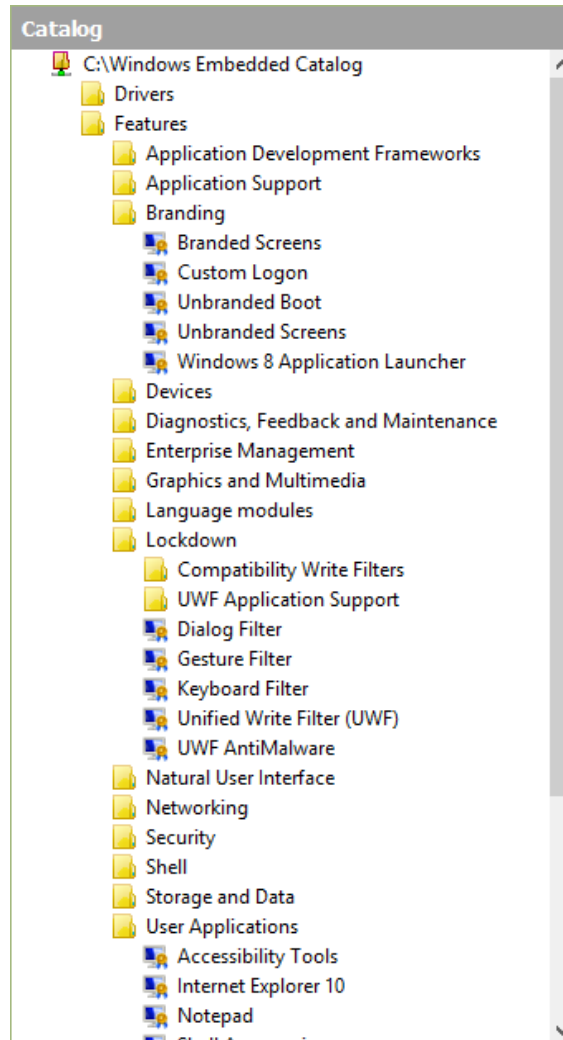 Catalog
C:\Windows Embedded Catalog
Drivers
Features
Application Development Frameworks
Application Support
Branding
Branded Screens
Custom Logon
Unbranded Boot
Unbranded Screens
Windows 8 Application Launcher
Devices
Diagnostics, Feedback and Maintenance
Enterprise Management
Graphics and Multimedia
Language modules
Lockdown
Compatibility Write Filters
UWF Application Support
Dialog Filter
Gesture Filter
Keyboard Filter
Unified Write Filter (UWF)
UWF AntiMalware
Natural User Interface
Networking
Security
Shell
Storage and Data
User Applications
Accessibility Tools
Internet Explorer 10
Notepad